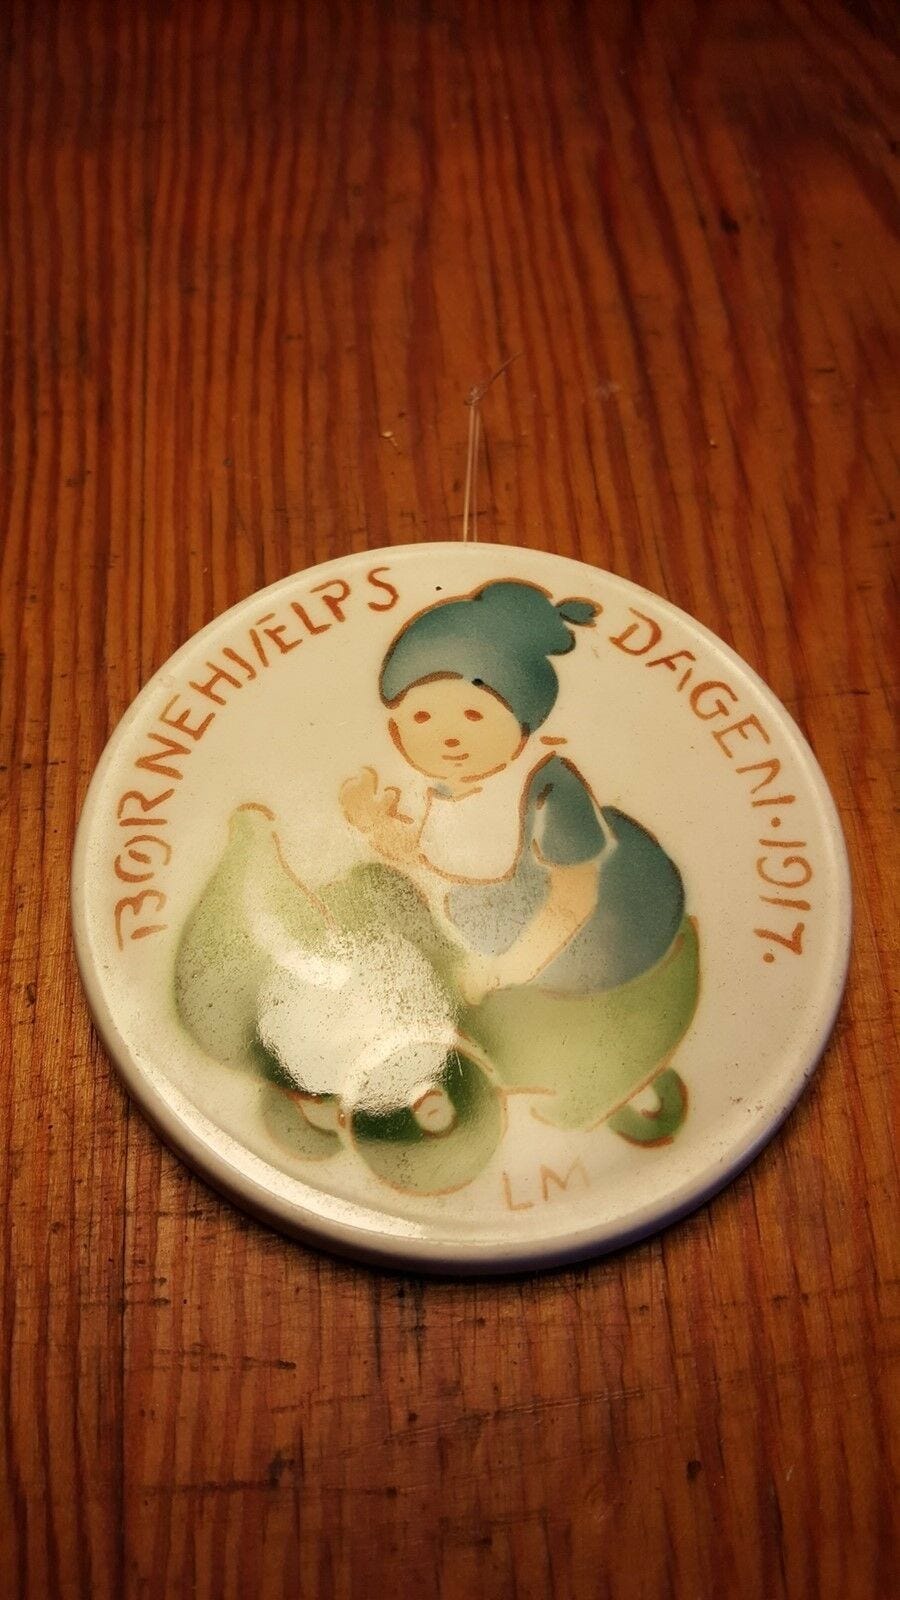 BØRNEHJÆLPS DAGEN · 1917.
LM